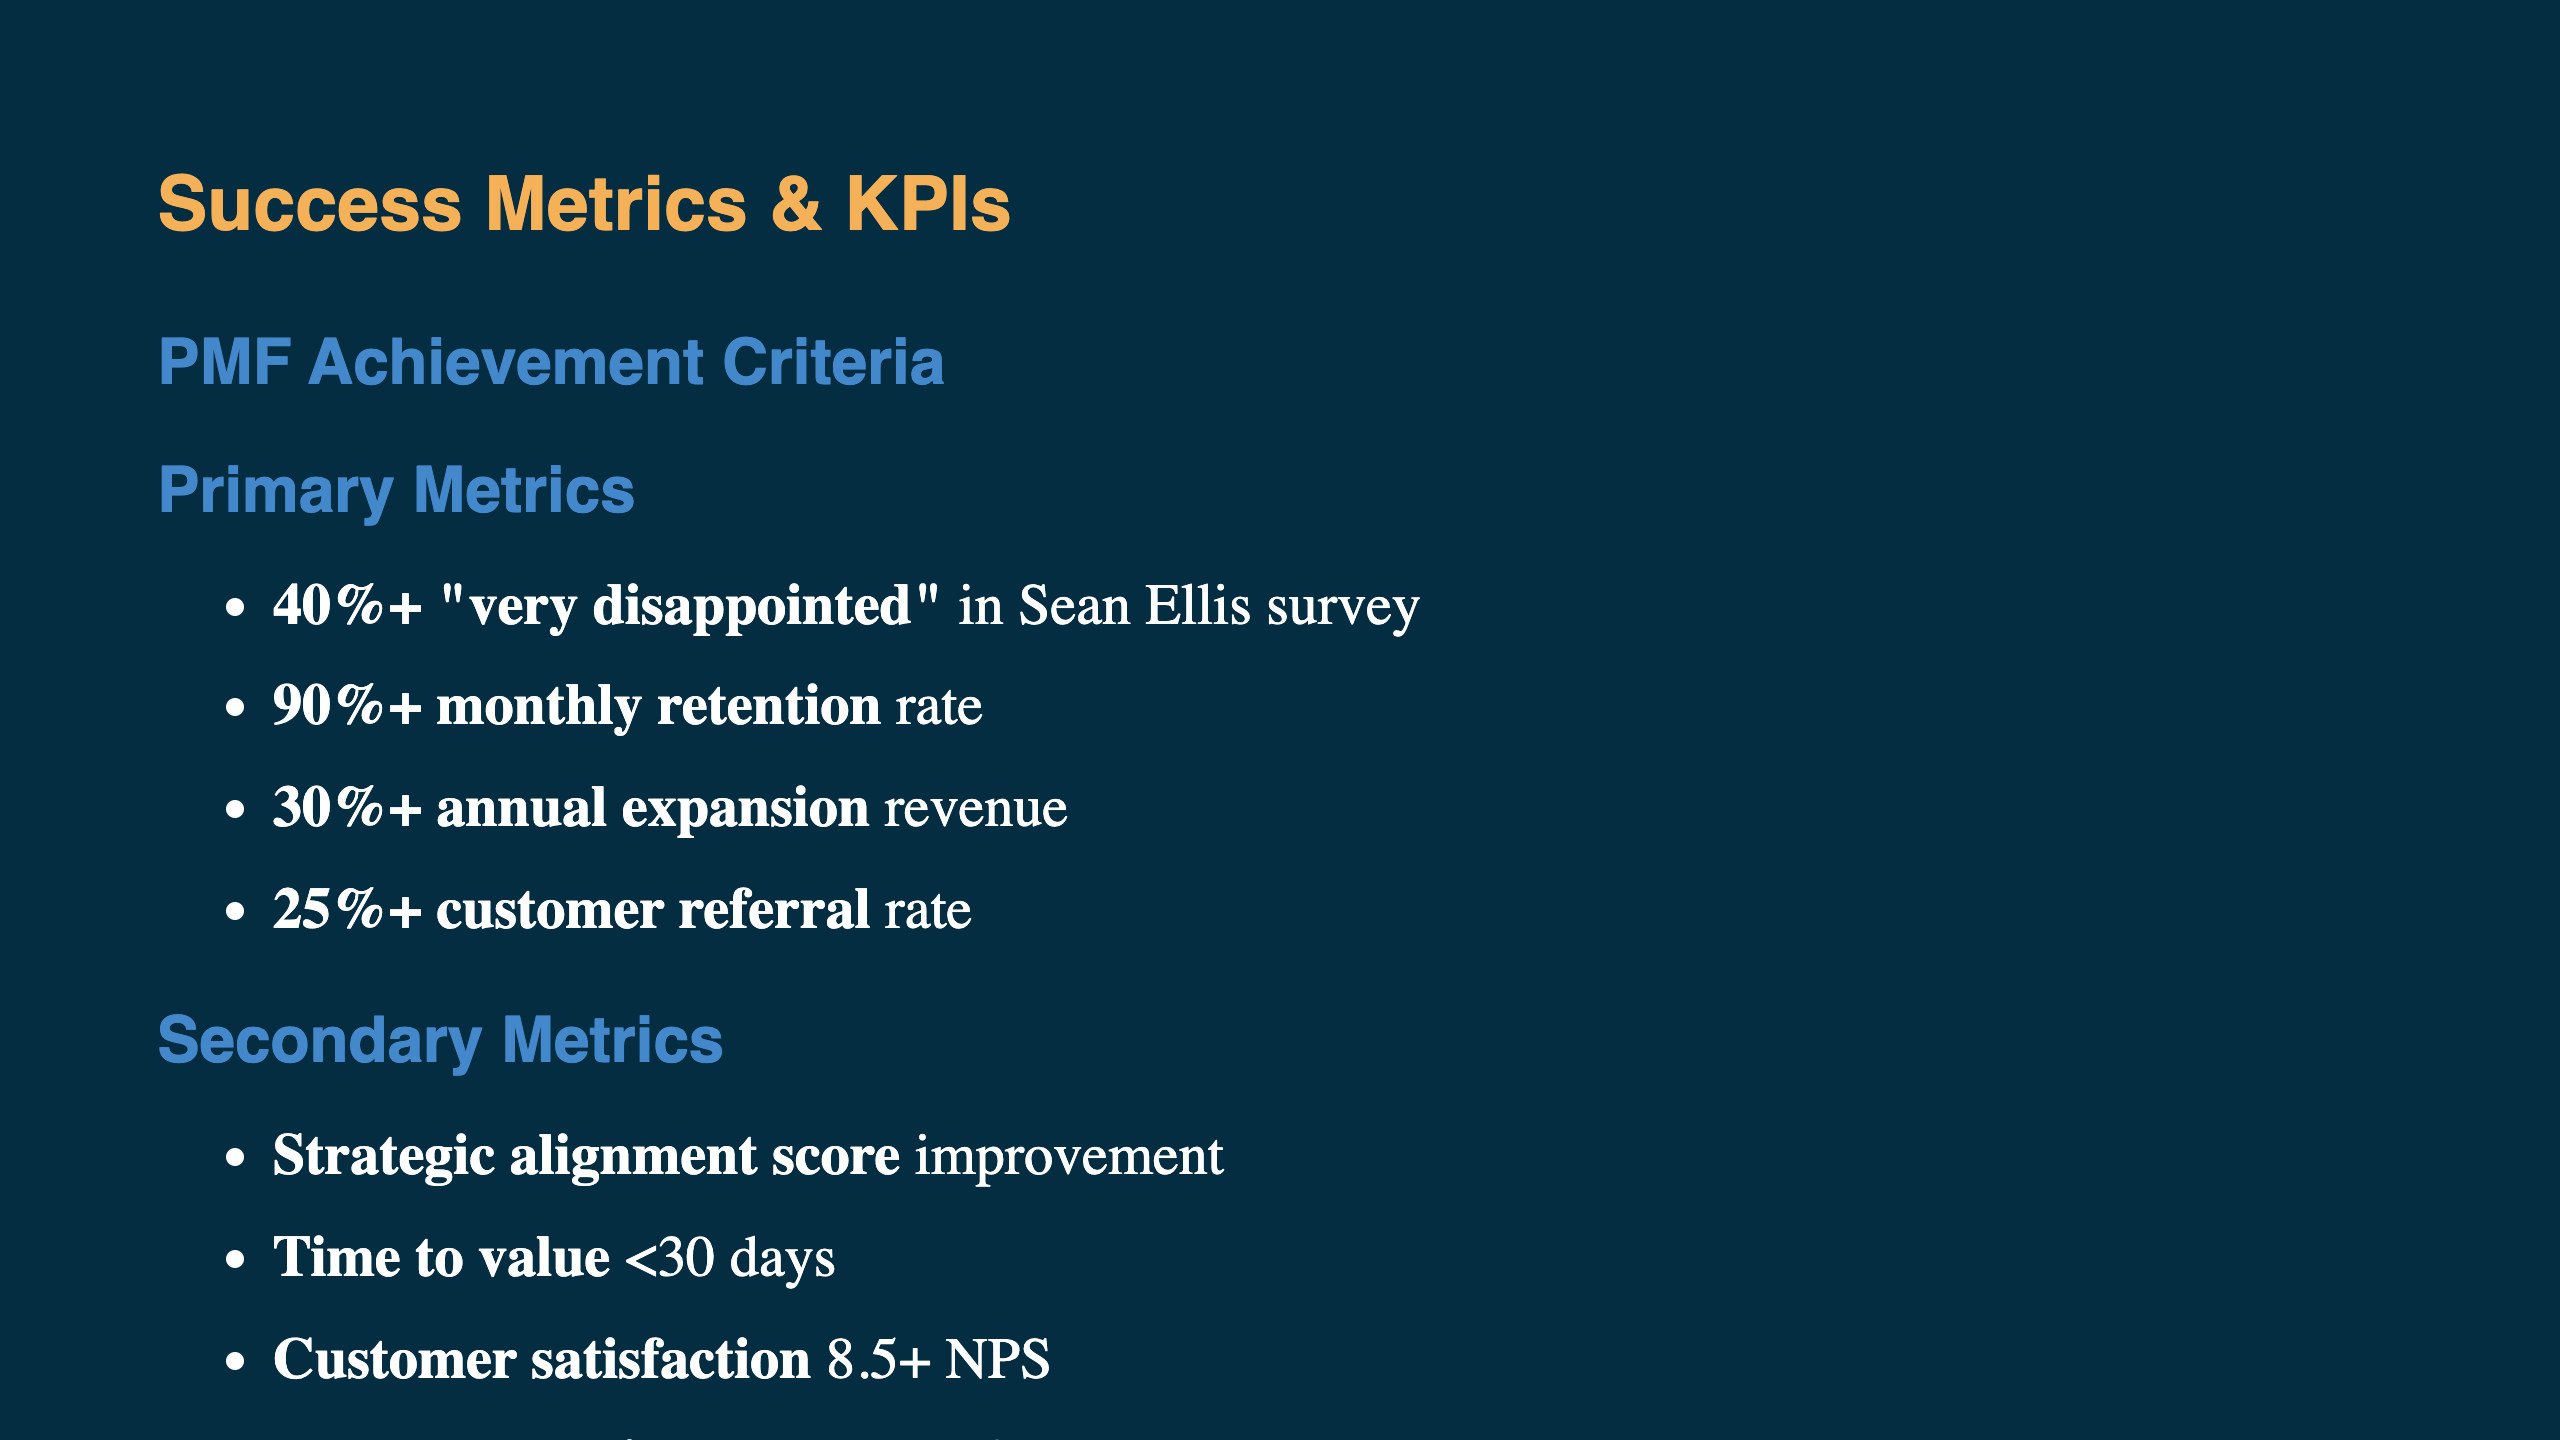 Success Metrics & KPIs
PMF Achievement Criteria
Primary Metrics
• 40%+ "very disappointed" in Sean Ellis survey
• 90%+ monthly retention rate
• 30%+ annual expansion revenue
• 25%+ customer referral rate
Secondary Metrics
• Strategic alignment score improvement
• Time to value <30 days
• Customer satisfaction 8.5+ NPS